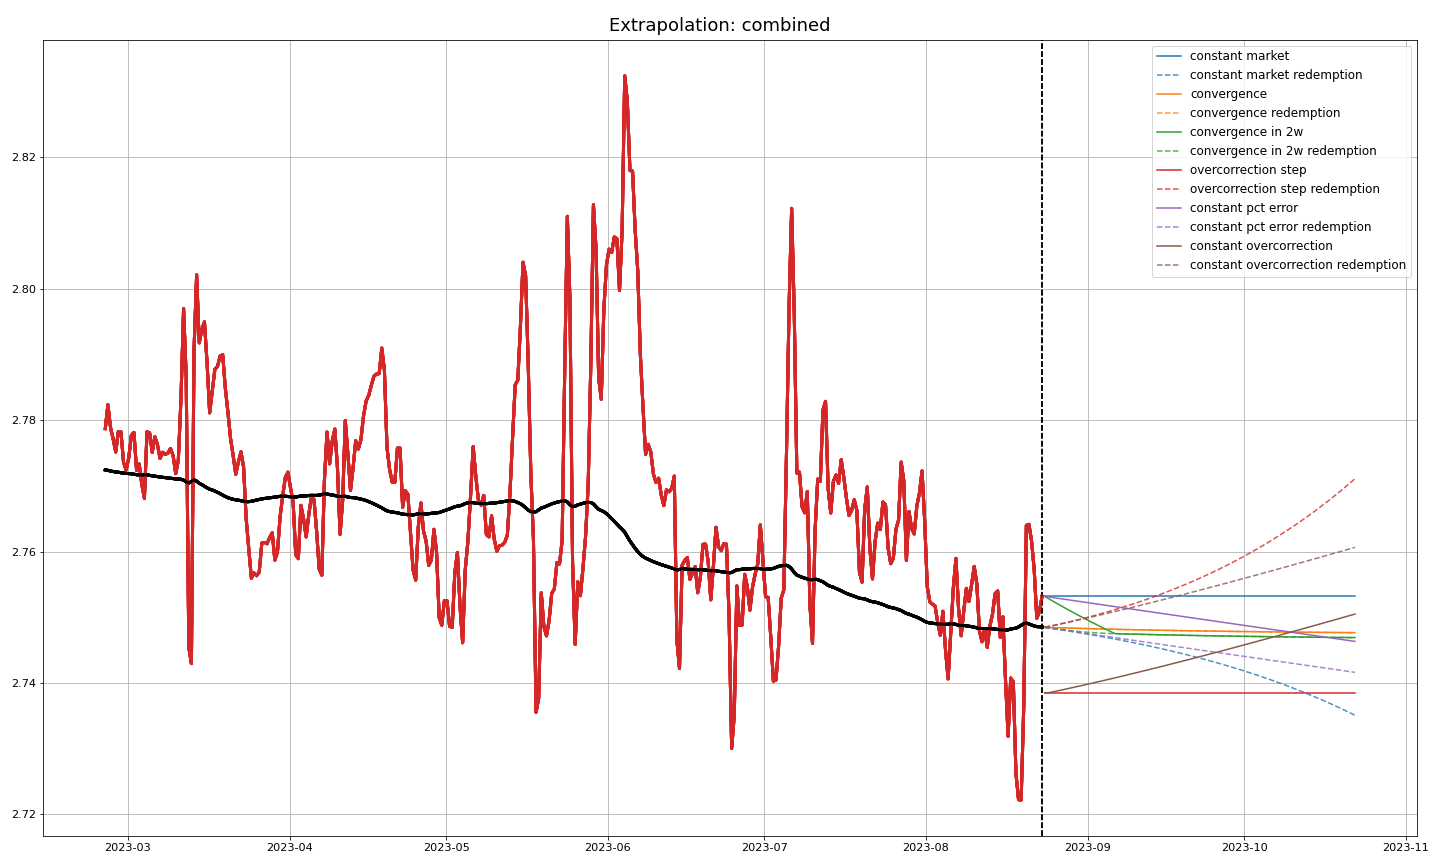 Extrapolation: combined
constant market
constant market redemption
convergence
convergence redemption
convergence in 2w
convergence in 2w redemption
overcorrection step
overcorrection step redemption
constant pct error
constant pct error redemption
constant overcorrection
constant overcorrection redemption
2.82
2.80
2.78
2.76
2.74
2.72
2023-03
2023-04
2023-05
2023-06
2023-07
2023-08
2023-09
2023-10
2023-11